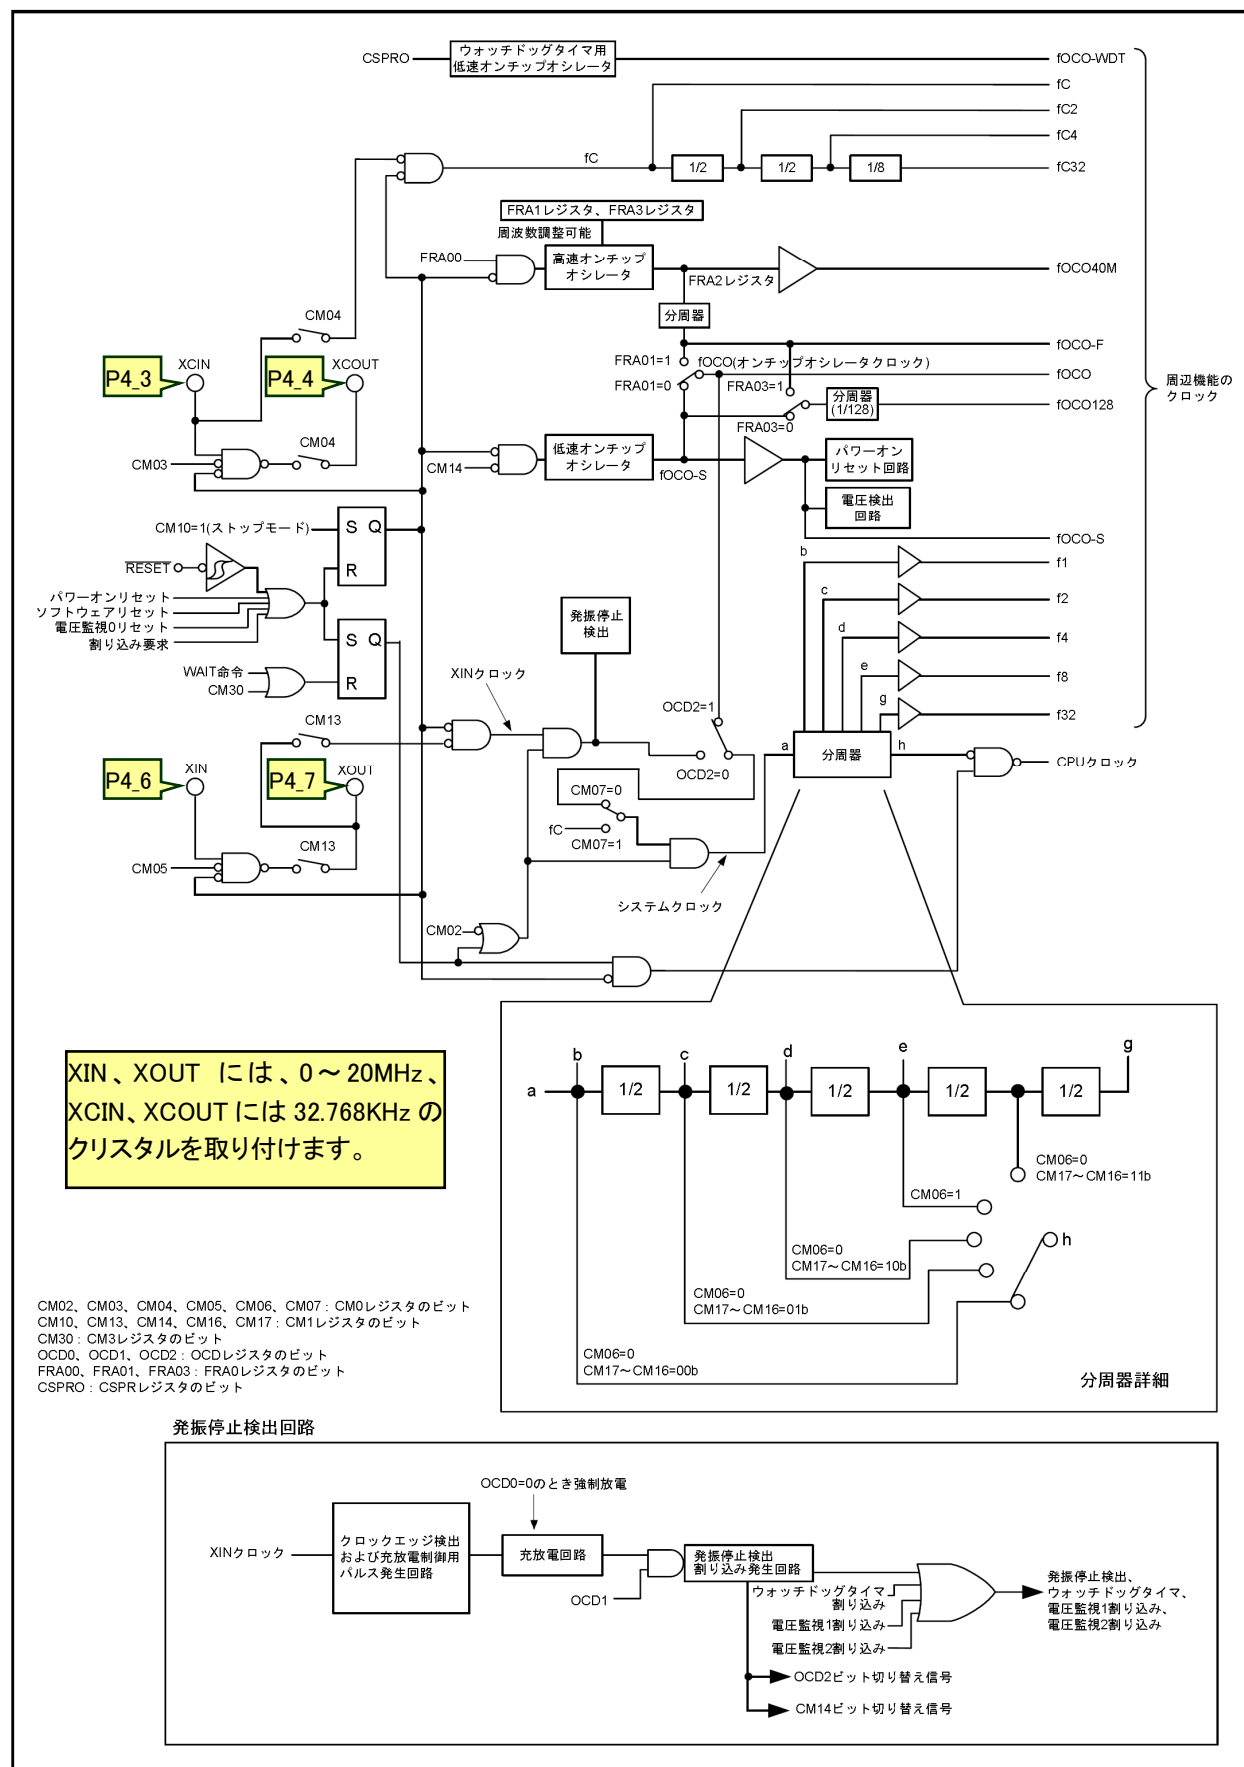 CSPRO
ウォッチドッグタイマ用
低速オンチップオシレータ
fOCO-WDT
fC
fC2
fC4
fC
1/2
1/2
1/8
fC32
FRA1レジスタ、FRA3レジスタ
周波数調整可能
FRA00
高速オンチップ
オシレータ
FRA2レジスタ
fOCO40M
分周器
CM04
fOCO-F
P4_3
XCIN
P4_4
XCOUT
FRA01=1
fOCO(オンチップオシレータクロック)
fOCO
FRA01=0
FRA03=1
分周器
(1/128)
fOCO128
周辺機能の
クロック
FRA03=0
CM04
CM03
CM14
低速オンチップ
オシレータ
fOCO-S
パワーオン
リセット回路
電圧検出
回路
fOCO-S
CM10=1(ストップモード)
S Q
R
RESET
パワーオンリセット
ソフトウェアリセット
電圧監視0リセット
割り込み要求
S Q
R
WAIT命令
CM30
b
f1
c
f2
d
f4
e
f8
g
f32
発振停止
検出
XINクロック
OCD2=1
OCD2=0
CM13
a
分周器
h
CPUクロック
P4_6
XIN
P4_7
XOUT
CM07=0
fC
CM07=1
CM13
CM05
システムクロック
CM02
XIN、XOUT には、0～20MHz、
XCIN、XCOUTには 32.768KHz の
クリスタルを取り付けます。
a
b
1/2
c
1/2
d
1/2
e
1/2
1/2
g
CM06=0
CM17～CM16=11b
CM06=1
h
CM06=0
CM17～CM16=10b
CM06=0
CM17～CM16=01b
CM06=0
CM17～CM16=00b
分周器詳細
CM02、CM03、CM04、CM05、CM06、CM07：CM0レジスタのビット
CM10、CM13、CM14、CM16、CM17：CM1レジスタのビット
CM30：CM3レジスタのビット
OCD0、OCD1、OCD2：OCDレジスタのビット
FRA00、FRA01、FRA03：FRA0レジスタのビット
CSPRO：CSPRレジスタのビット
発振停止検出回路
OCD0=0のとき強制放電
XINクロック
クロックエッジ検出
および充放電制御用
パルス発生回路
充放電回路
OCD1
発振停止検出
割り込み発生回路
ウォッチドッグタイマ
割り込み
電圧監視1割り込み
電圧監視2割り込み
発振停止検出、
ウォッチドッグタイマ、
電圧監視1割り込み、
電圧監視2割り込み
OCD2ビット切り替え信号
CM14ビット切り替え信号